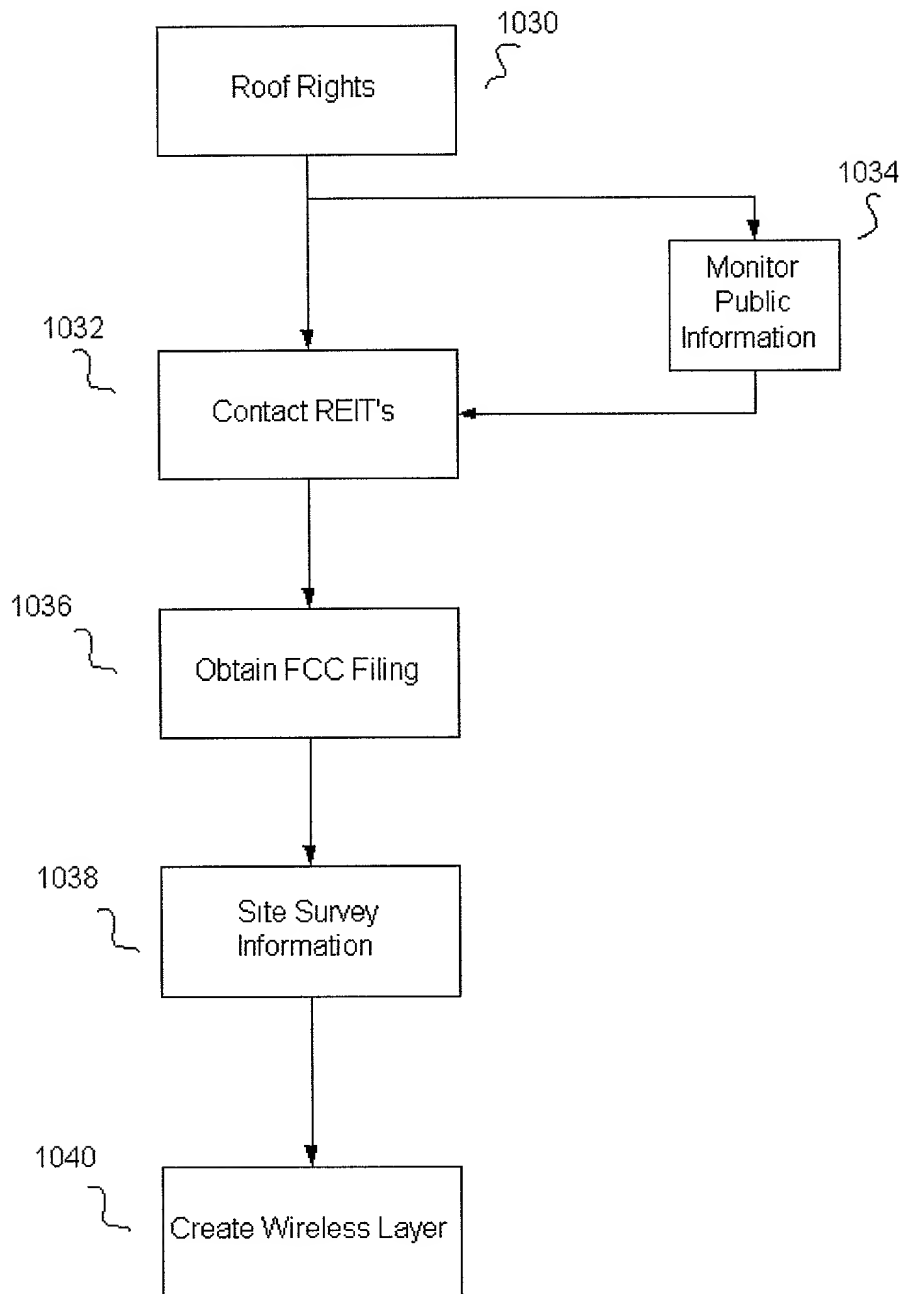 1030
Roof Rights
1034
Monitor
Public
Information
1032
Contact REIT's
1036
Obtain FCC Filing
1038
Site Survey
Information
1040
Create Wireless Layer